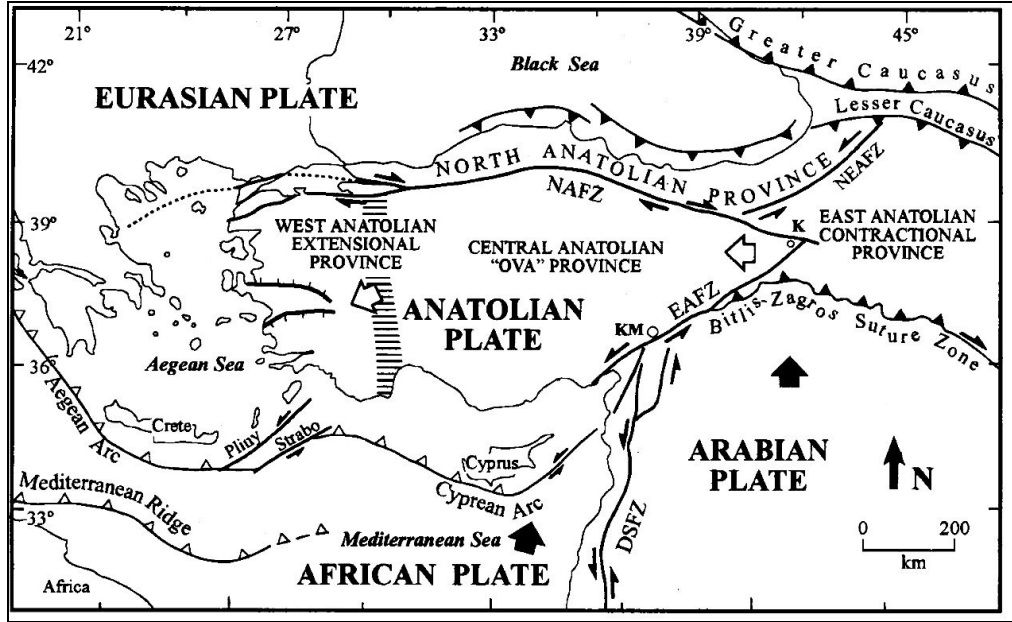 21°
27°
33°
39°
45°
42°
39°
36°
33°
Greater Caucasus
Black Sea
EURASIAN PLATE
Lesser Caucasus
NORTH ANATOLIAN PROVINCE
NEAFZ
NAFZ
K
WEST ANATOLIAN
EXTENSIONAL
PROVINCE
CENTRAL ANATOLIAN
"OVA" PROVINCE
EAST ANATOLIAN
CONTRACTIONAL
PROVINCE
ANATOLIAN
PLATE
EAFZ
Bitlis-Zagros Suture Zone
KM
Aegean Sea
Aegean Arc
Crete
Pliny
Strabo
Cyprus
Cyprean Arc
ARABIAN
PLATE
N
Mediterranean Ridge
Mediterranean Sea
DSFZ
0 200
km
AFRICAN PLATE
Africa